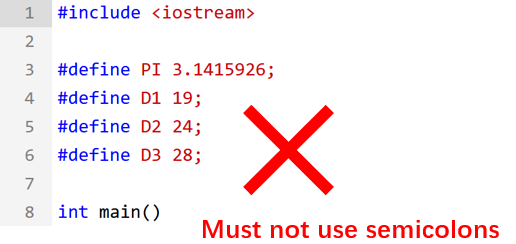 1 #include <iostream>
2
3 #define PI 3.1415926;
4 #define D1 19;
5 #define D2 24;
6 #define D3 28;
7
8 int main()
Must not use semicolons